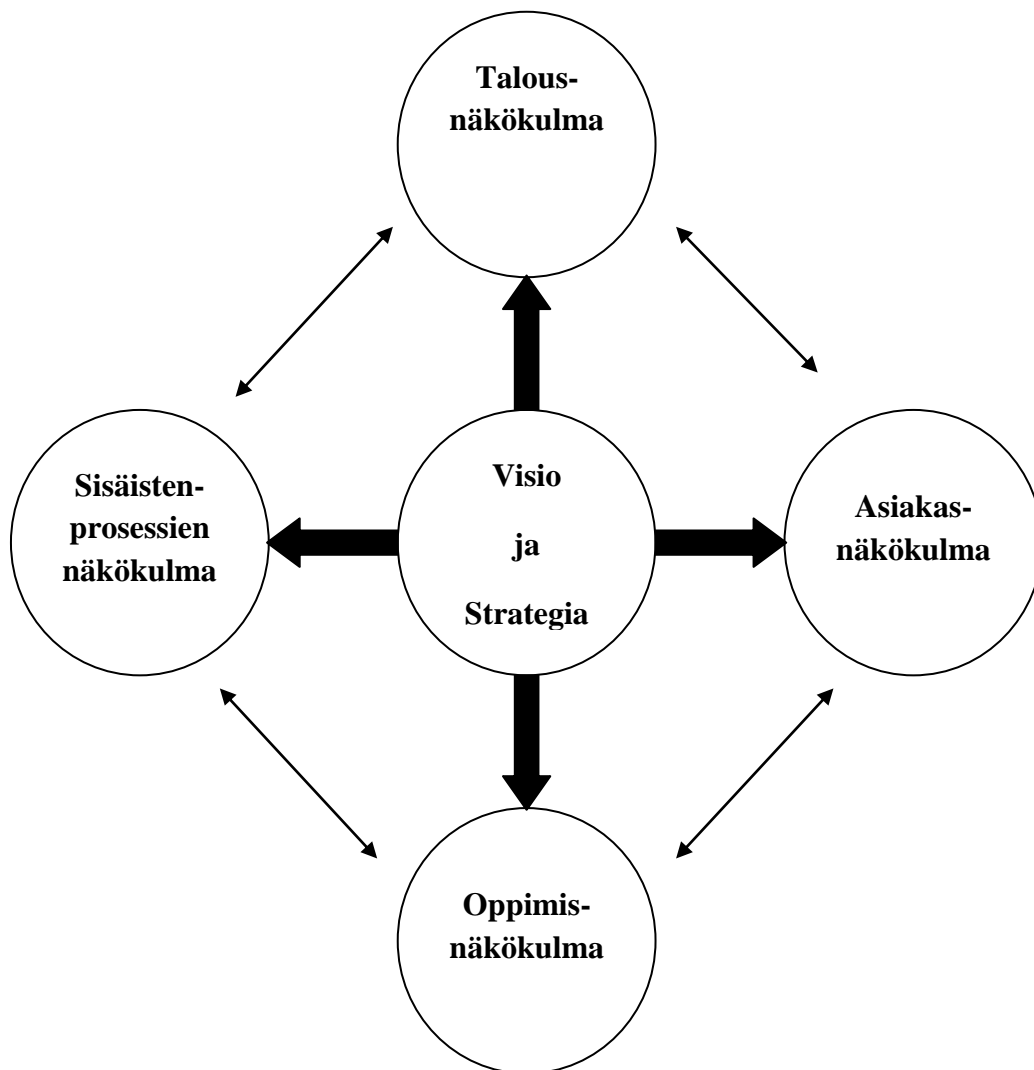 Talous-
näkökulma
Sisäisten-
prosessien
näkökulma
Visio
ja
Strategia
Asiakas-
näkökulma
Oppimis-
näkökulma